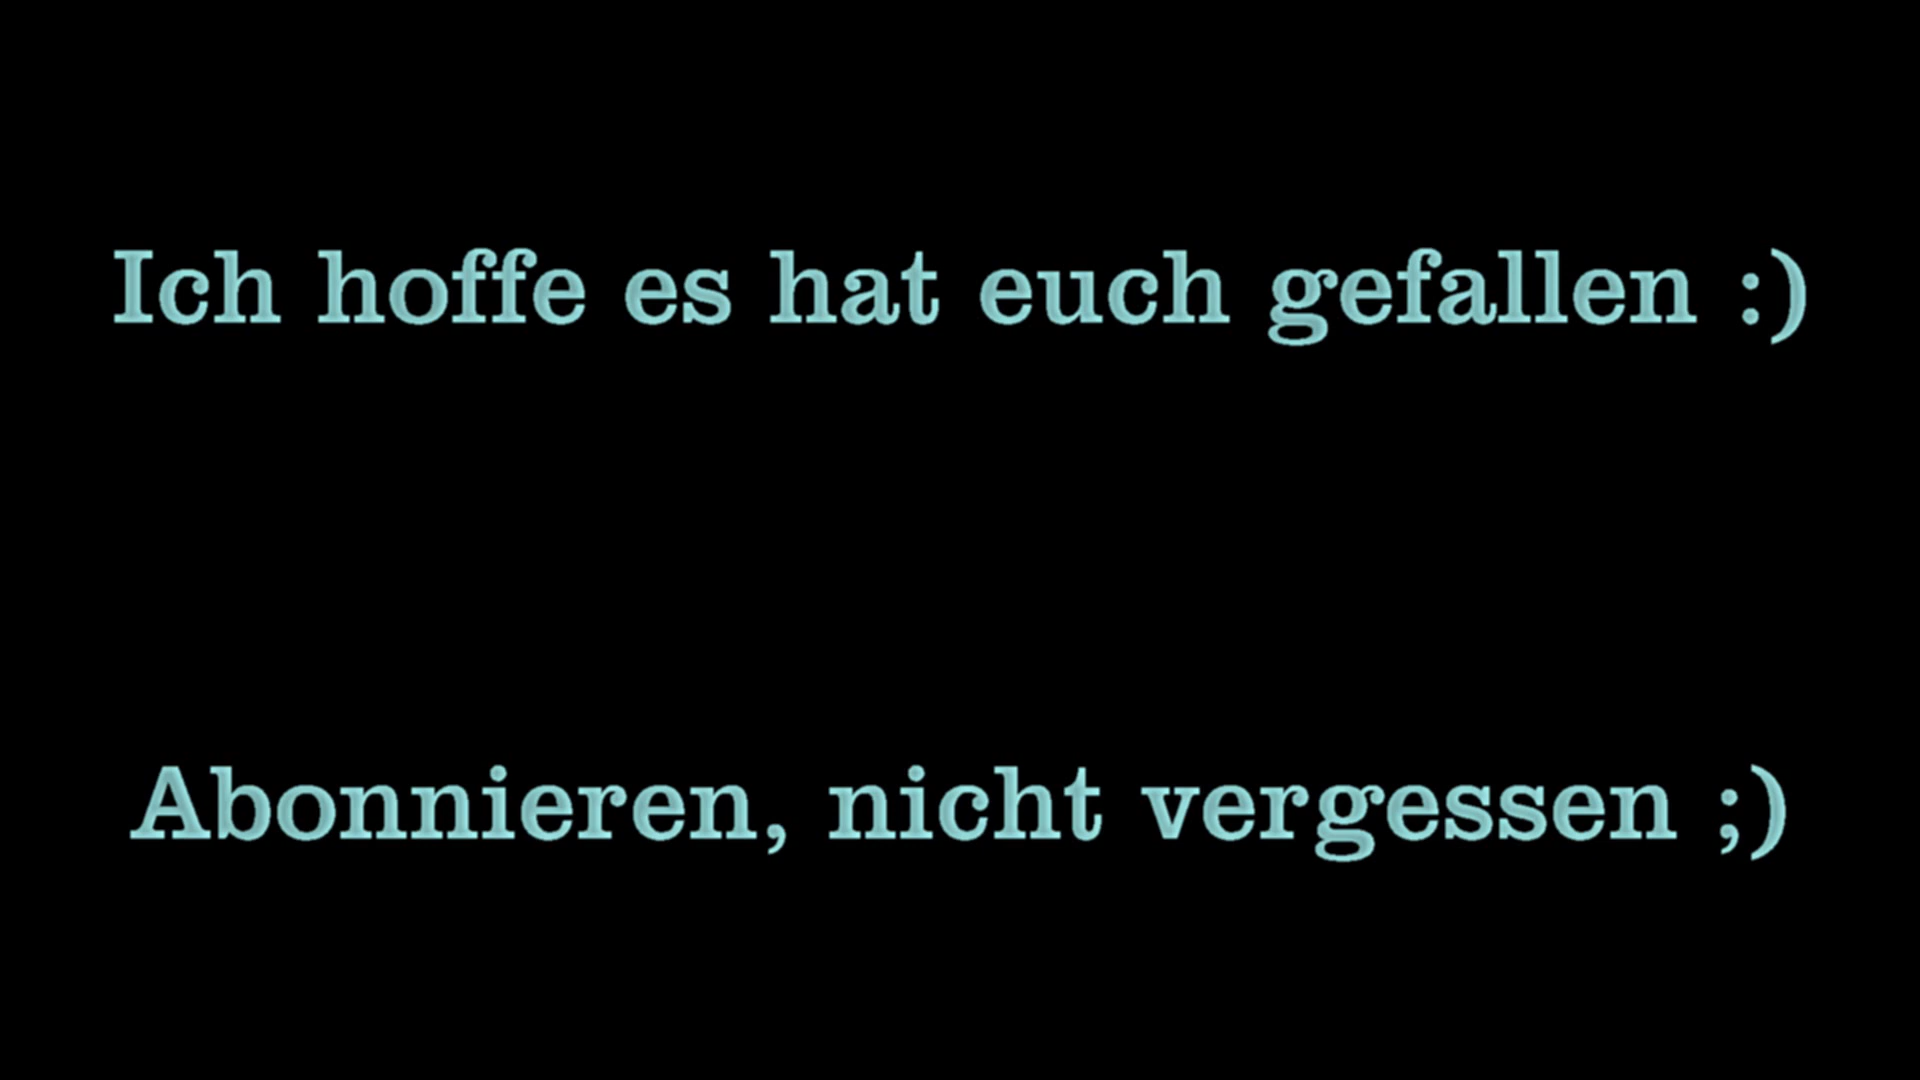 Ich hoffe es hat euch gefallen :)
Abonnieren, nicht vergessen ;)